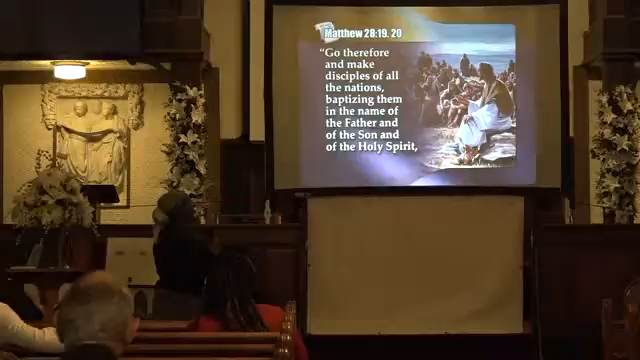 Matthew 28:19, 20
“Go therefore
and make
disciples of all
the nations,
baptizing them
in the name of
the Father and
of the Son and
of the Holy Spirit,